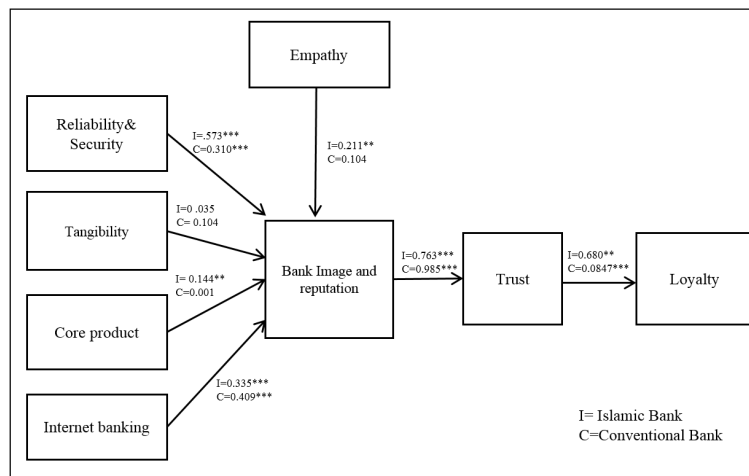 Empathy
Reliability&
Security
I=.573***
C=0.310***
I=0.211**
C=0.104
Tangibility
I=0 .035
C= 0.104
Bank Image and
reputation
I=0.763***
C=0.985***
Trust
I=0.680**
C=0.0847***
Loyalty
I= 0.144**
C=0.001
Core product
I=0.335***
C=0.409***
Internet banking
I= Islamic Bank
C=Conventional Bank